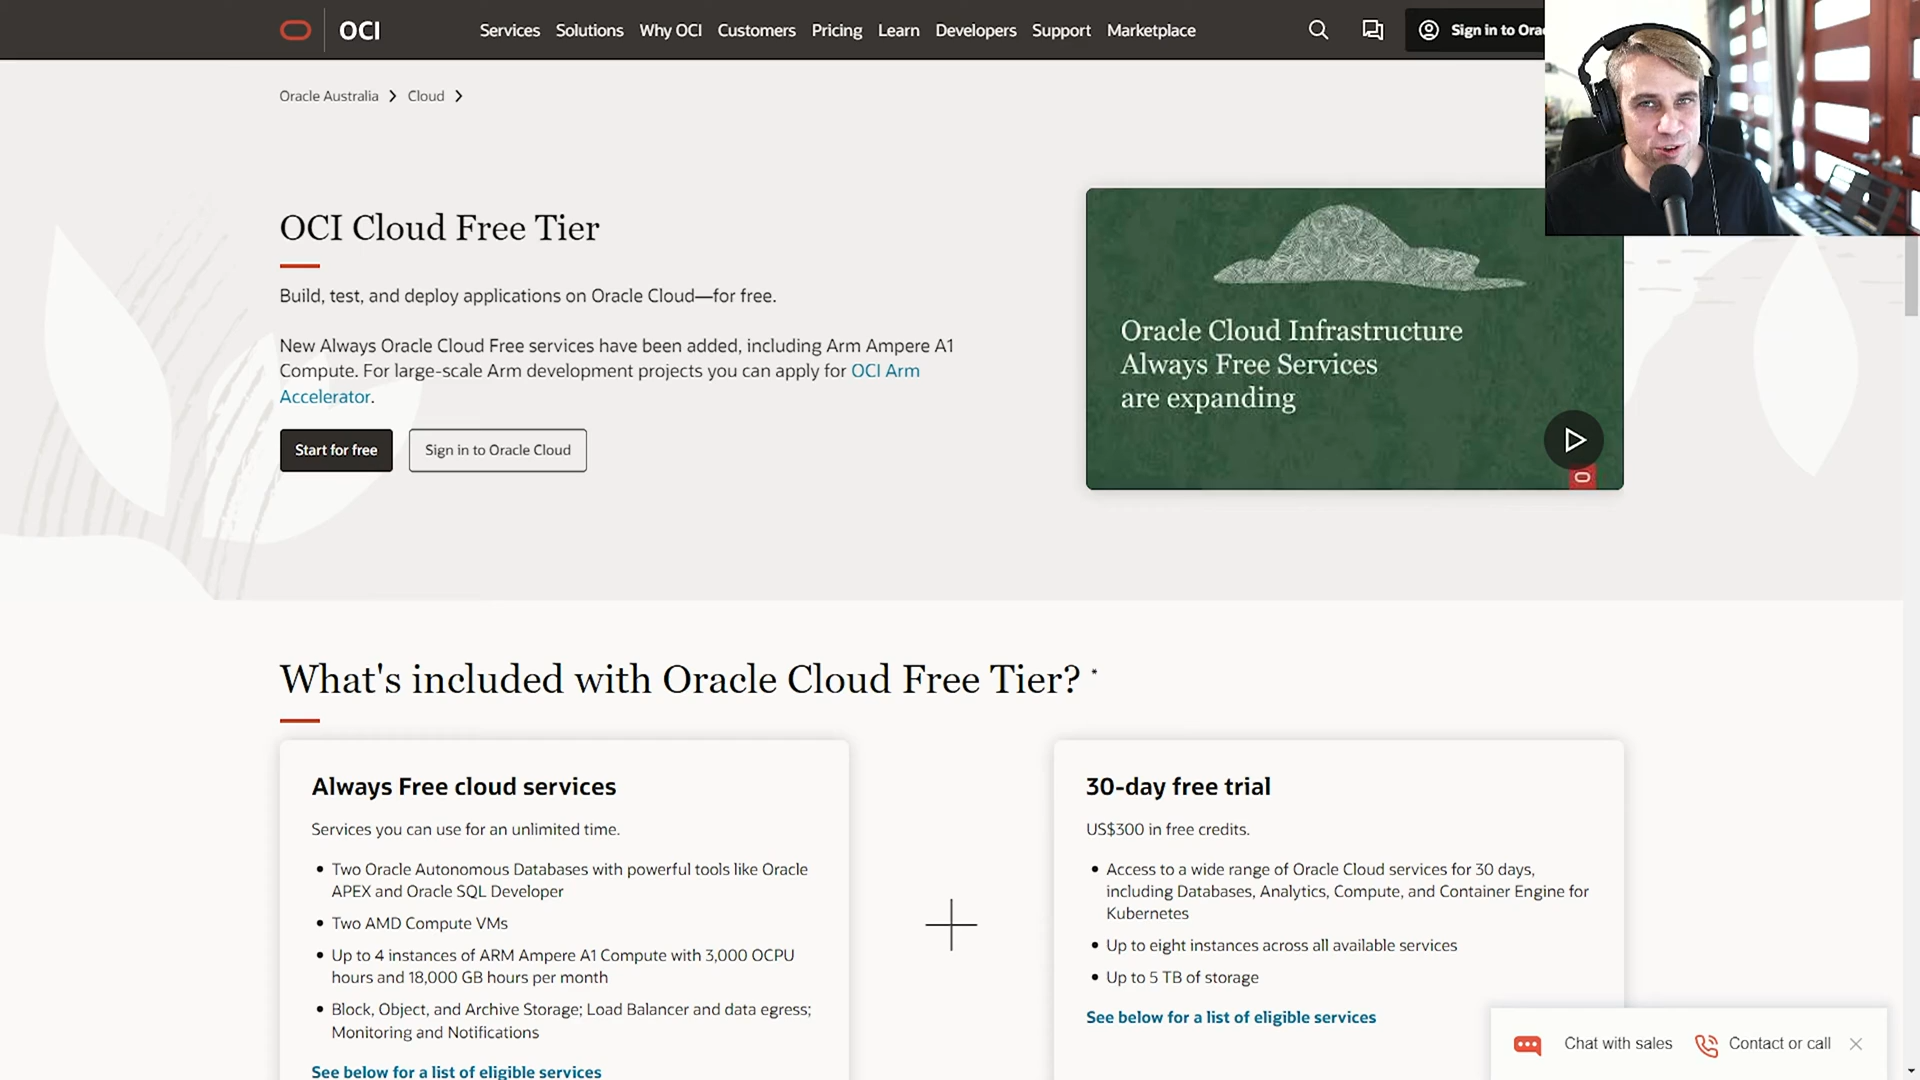 OCI
Services Solutions Why OCI Customers Pricing Learn Developers Support Marketplace
Sign in to Ora
Oracle Australia
Cloud
OCI Cloud Free Tier
Build, test, and deploy applications on Oracle Cloud—for free.
New Always Oracle Cloud Free services have been added, including Arm Ampere A1
Compute. For large-scale Arm development projects you can apply for OCI Arm
Accelerator.
Start for free
Sign in to Oracle Cloud
Oracle Cloud Infrastructure
Always Free Services
are expanding
What's included with Oracle Cloud Free Tier? *
Always Free cloud services
Services you can use for an unlimited time.
• Two Oracle Autonomous Databases with powerful tools like Oracle
APEX and Oracle SQL Developer
• Two AMD Compute VMs
• Up to 4 instances of ARM Ampere A1 Compute with 3,000 OCPU
hours and 18,000 GB hours per month
• Block, Object, and Archive Storage; Load Balancer and data egress;
Monitoring and Notifications
See below for a list of eligible services
30-day free trial
US$300 in free credits.
• Access to a wide range of Oracle Cloud services for 30 days,
including Databases, Analytics, Compute, and Container Engine for
Kubernetes
• Up to eight instances across all available services
• Up to 5 TB of storage
See below for a list of eligible services
Chat with sales
Contact or call